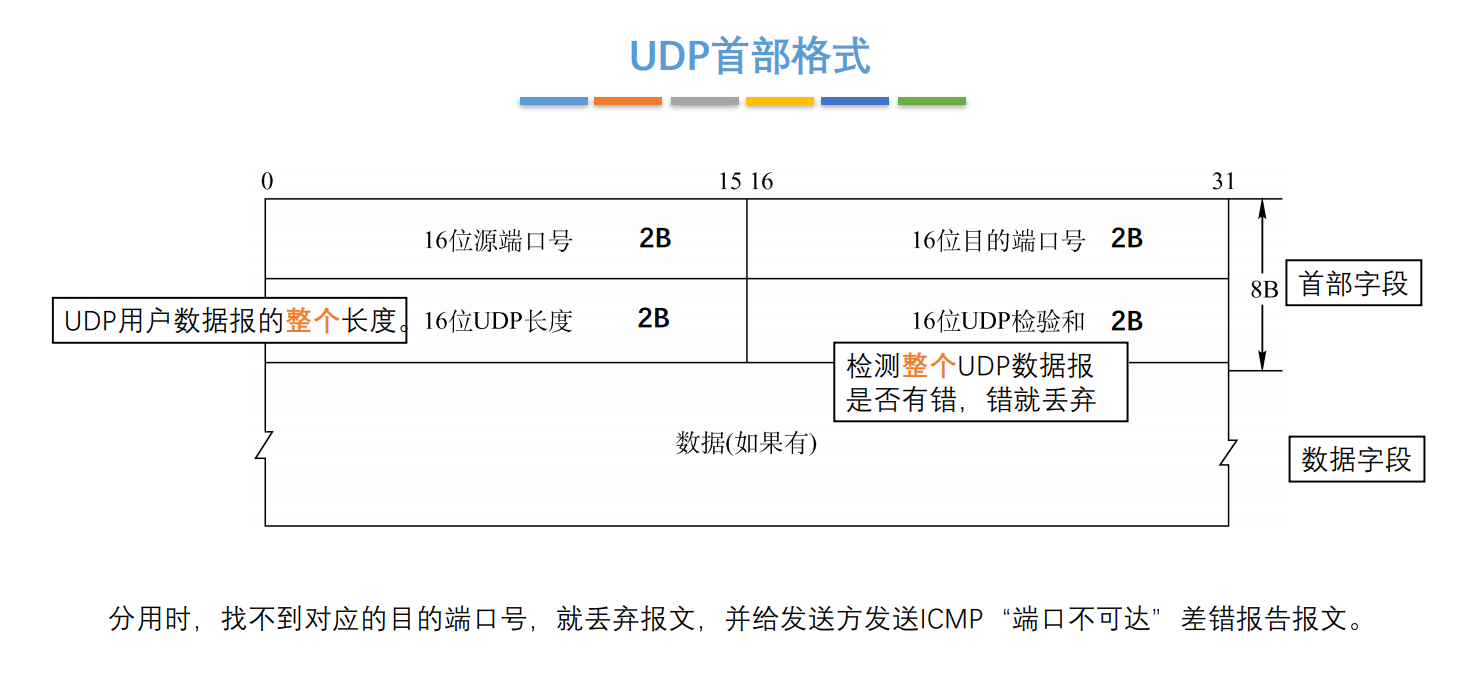 UDP首部格式
0 15 16 31
16位源端口号 2B 16位目的端口号 2B
8B 首部字段
UDP用户数据报的整个长度。 16位UDP长度 2B 16位UDP检验和 2B
检测整个UDP数据报
是否有错，错就丢弃
数据(如果有)
数据字段
分用时，找不到对应的目的端口号，就丢弃报文，并给发送方发送ICMP“端口不可达”差错报告报文。